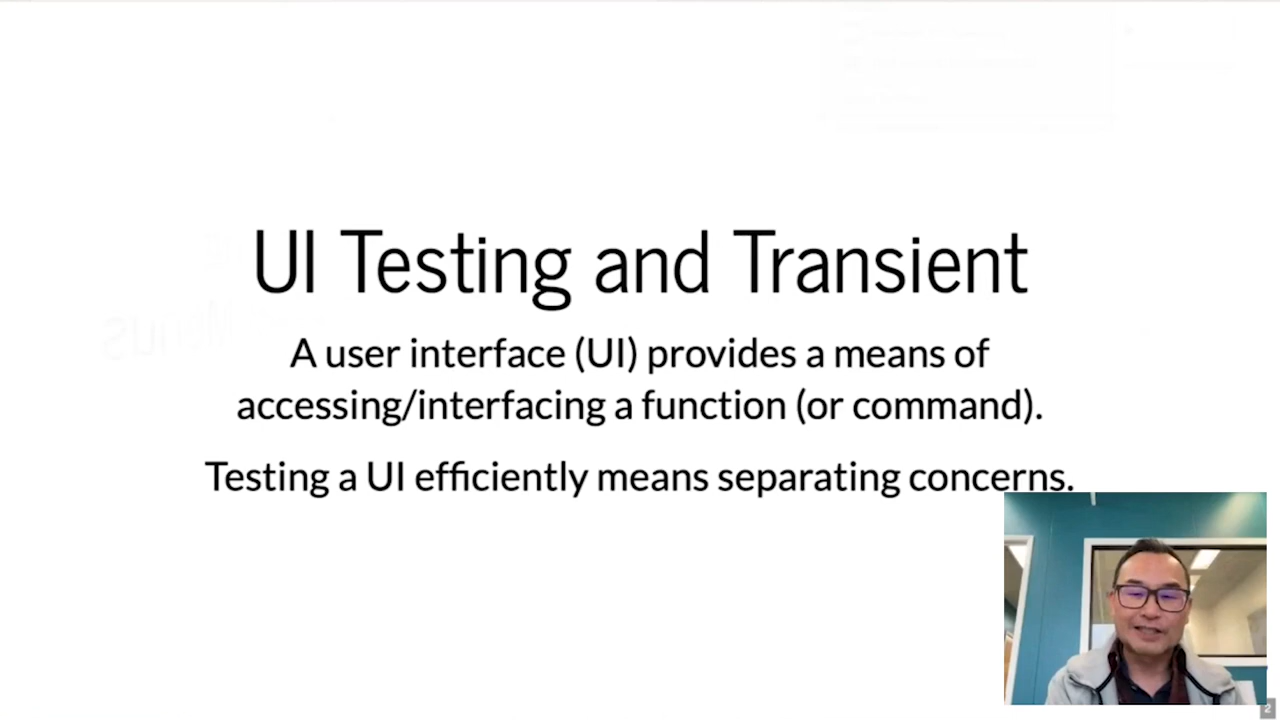 UI Testing and Transient
A user interface (UI) provides a means of
accessing/interfacing a function (or command).
Testing a UI efficiently means separating concerns.
2